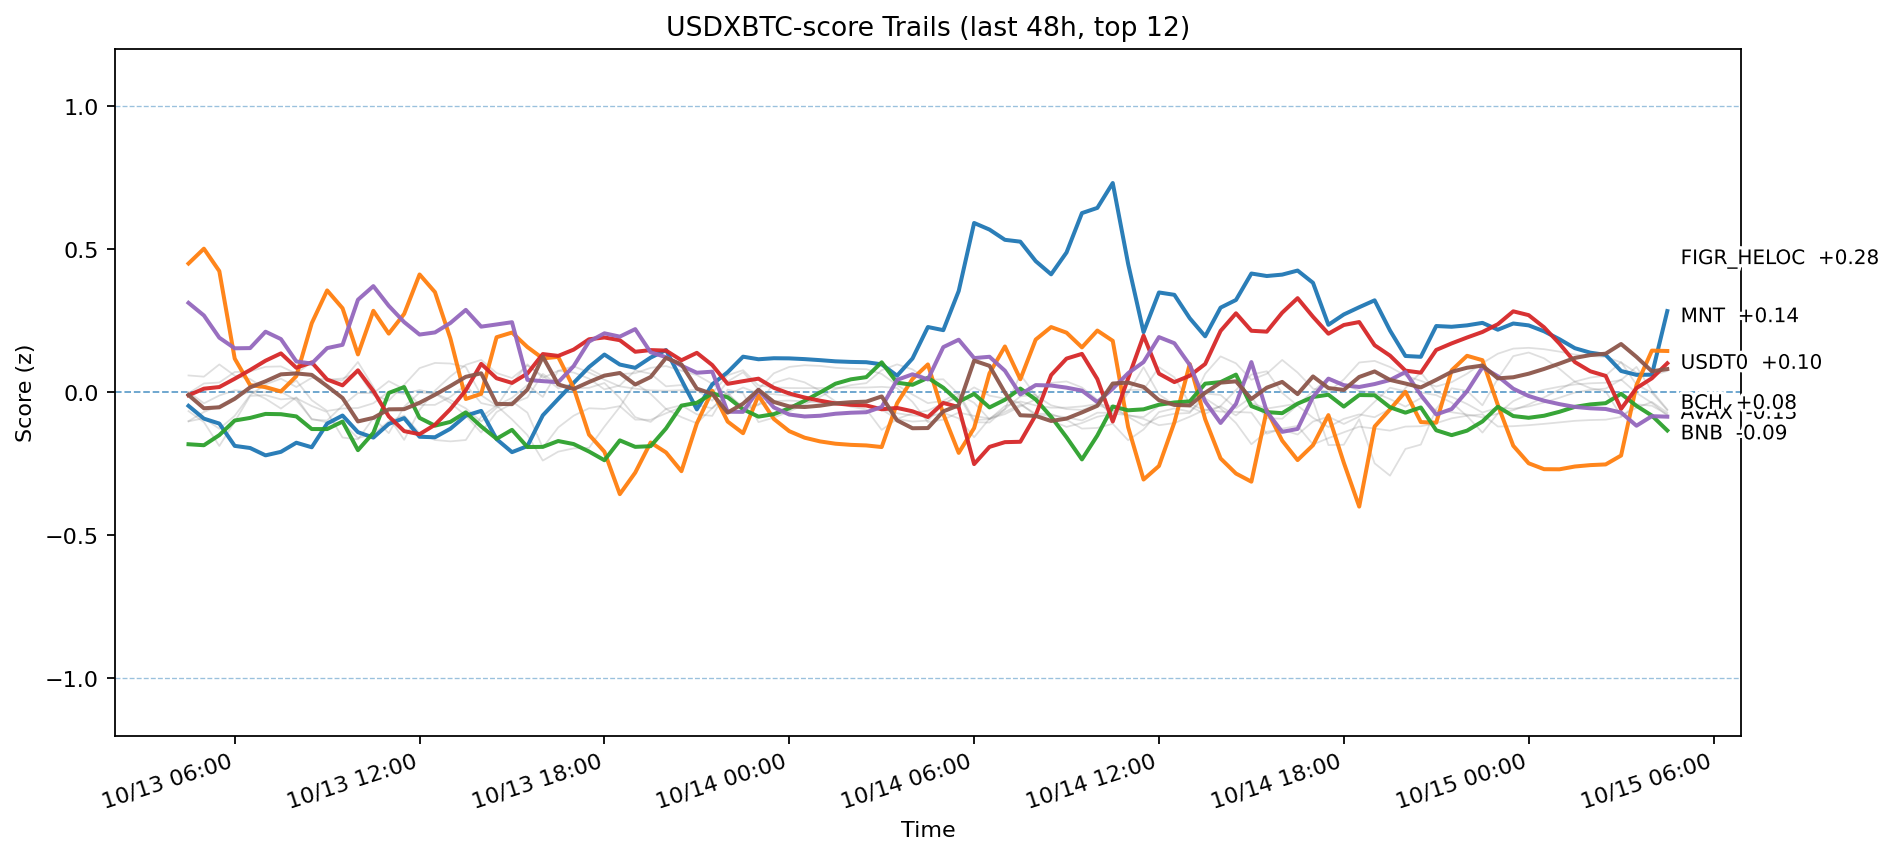 USDXBTC-score Trails (last 48h, top 12)
Score (z)
1.0
0.5
0.0
−0.5
−1.0
FIGR_HELOC +0.28
MNT +0.14
USDT0 +0.10
BCH +0.08
AVAX -0.13
BNB -0.09
10/13 06:00
10/13 12:00
10/13 18:00
10/14 00:00
10/14 06:00
10/14 12:00
10/14 18:00
10/15 00:00
10/15 06:00
Time